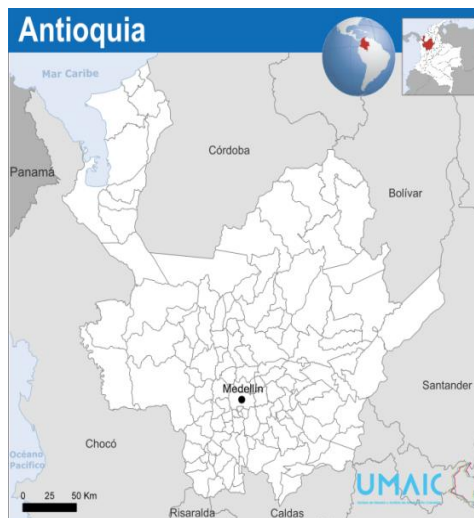 Antioquia
Mar Caribe
Panamá
Córdoba
Bolívar
Medellín
Santander
Chocó
Océano
Pacífico
UMAIC
0 25 50 Km
Risaralda
Caldas